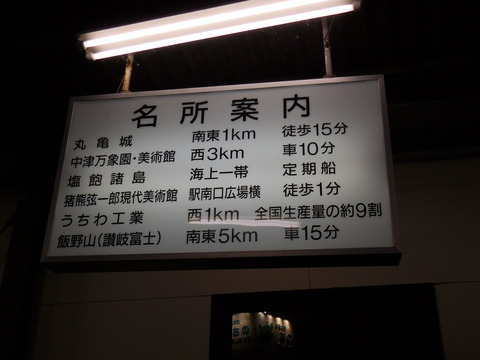 名所案内
丸亀城 南東1km 徒歩15分
中津万象園・美術館 西3km 車10分
塩飽諸島 海上一帯 定期船
猪熊弦一郎現代美術館 駅南口広場横 徒歩1分
うちわ工業 西1km 全国生産量の約9割
飯野山(讃岐富士) 南東5km 車15分